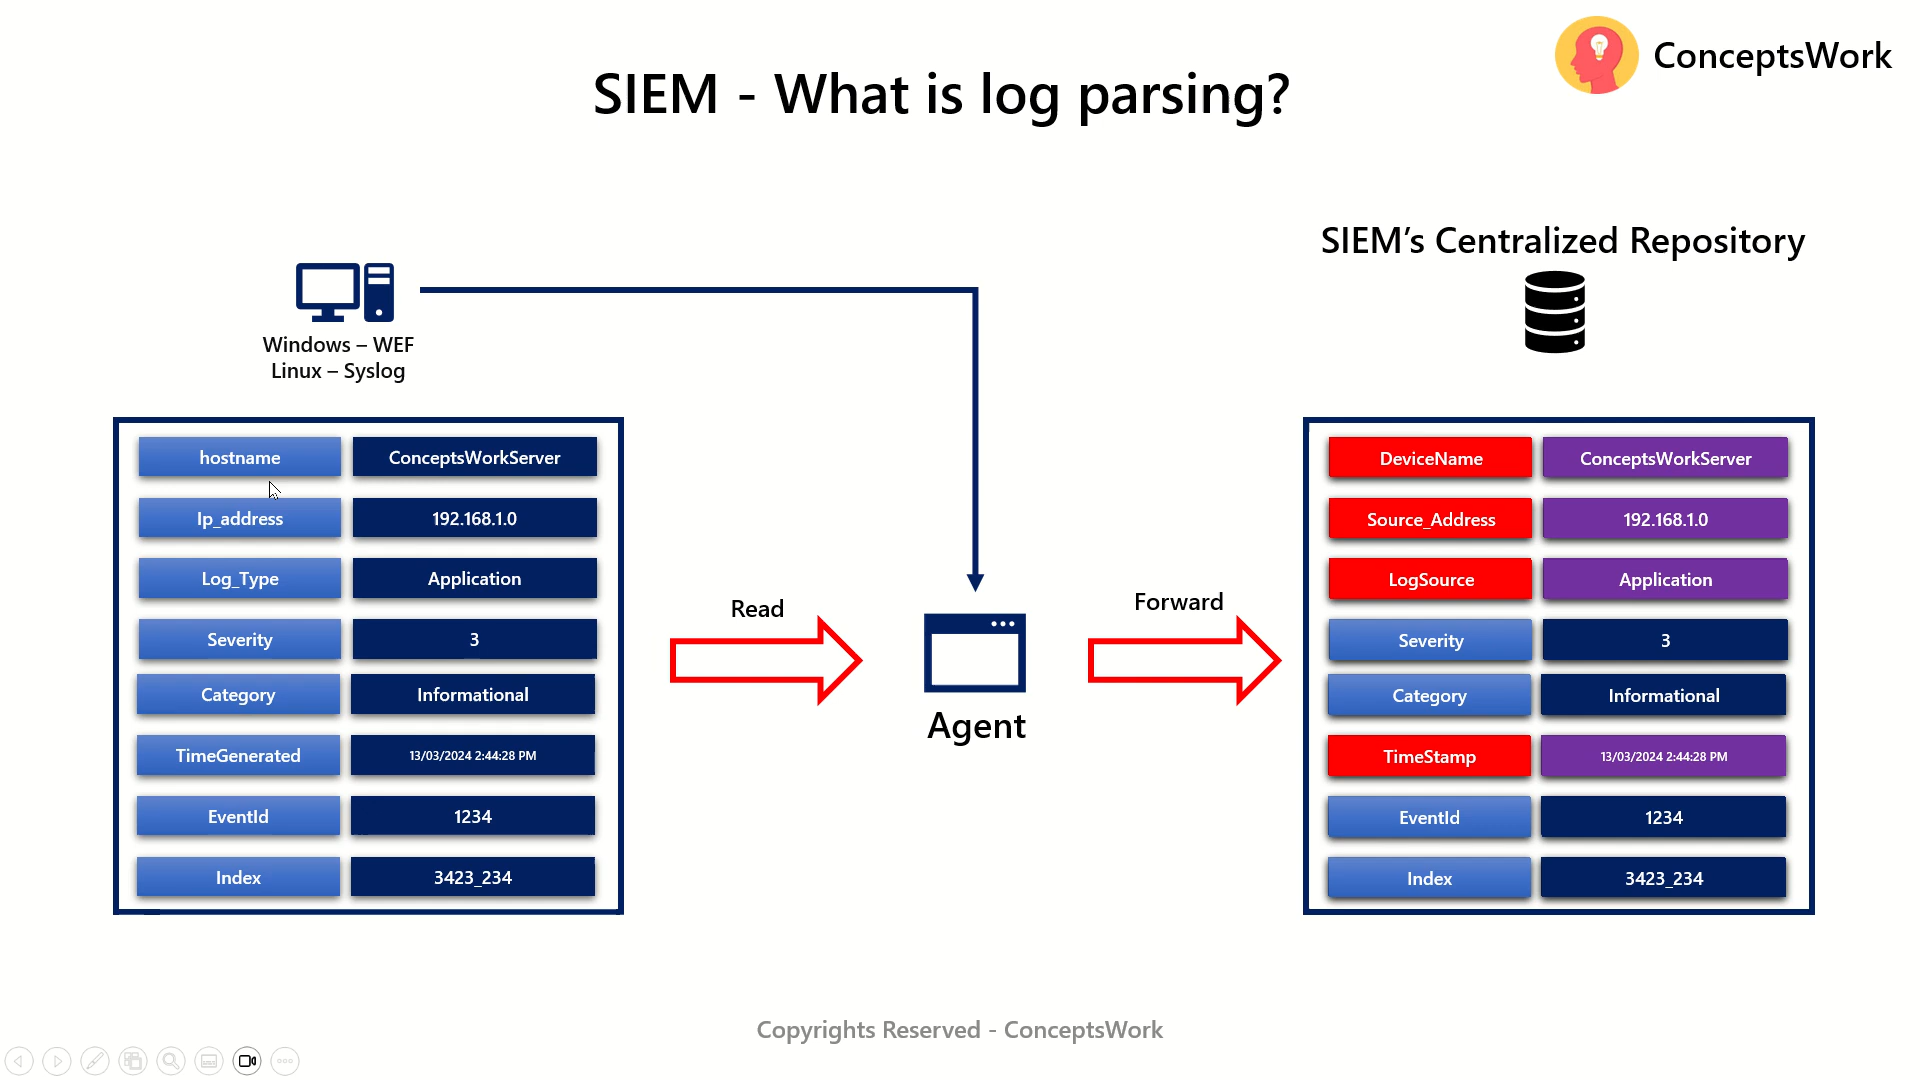 ConceptsWork
SIEM - What is log parsing?
SIEM’s Centralized Repository
Windows – WEF
Linux – Syslog
hostname ConceptsWorkServer
Ip_address 192.168.1.0
Log_Type Application
Severity 3
Category Informational
TimeGenerated 13/03/2024 2:44:28 PM
EventId 1234
Index 3423_234
Read
Agent
Forward
DeviceName ConceptsWorkServer
Source_Address 192.168.1.0
LogSource Application
Severity 3
Category Informational
TimeStamp 13/03/2024 2:44:28 PM
EventId 1234
Index 3423_234
Copyrights Reserved - ConceptsWork